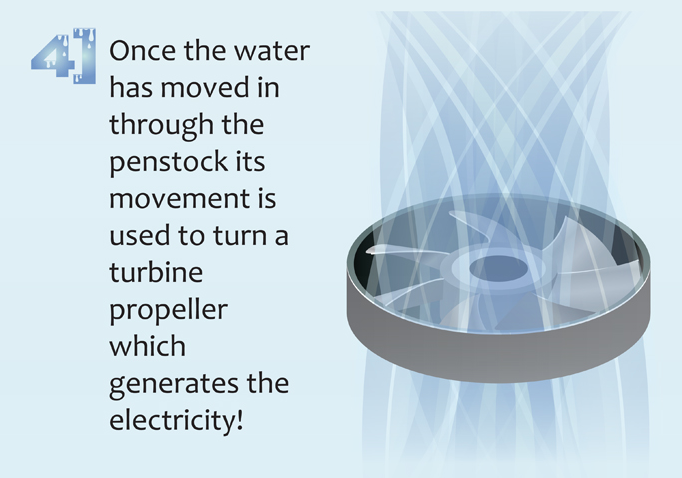 4]
Once the water
has moved in
through the
penstock its
movement is
used to turn a
turbine
propeller
which
generates the
electricity!